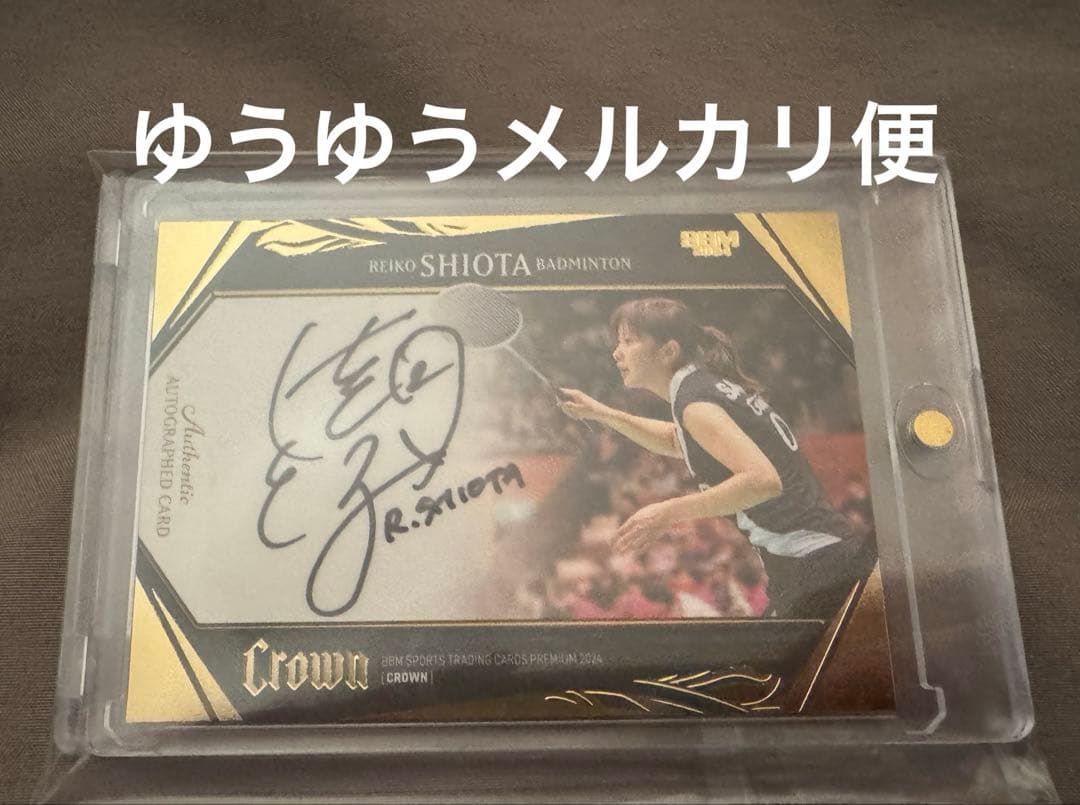 ゆうゆうメルカリ便
BBM
2024
REIKO SHIOTA BADMINTON
Authentic
AUTOGRAPHED CARD
R.SHIOTA
Crown
BBM SPORTS TRADING CARDS PREMIUM 2024
[CROWN]